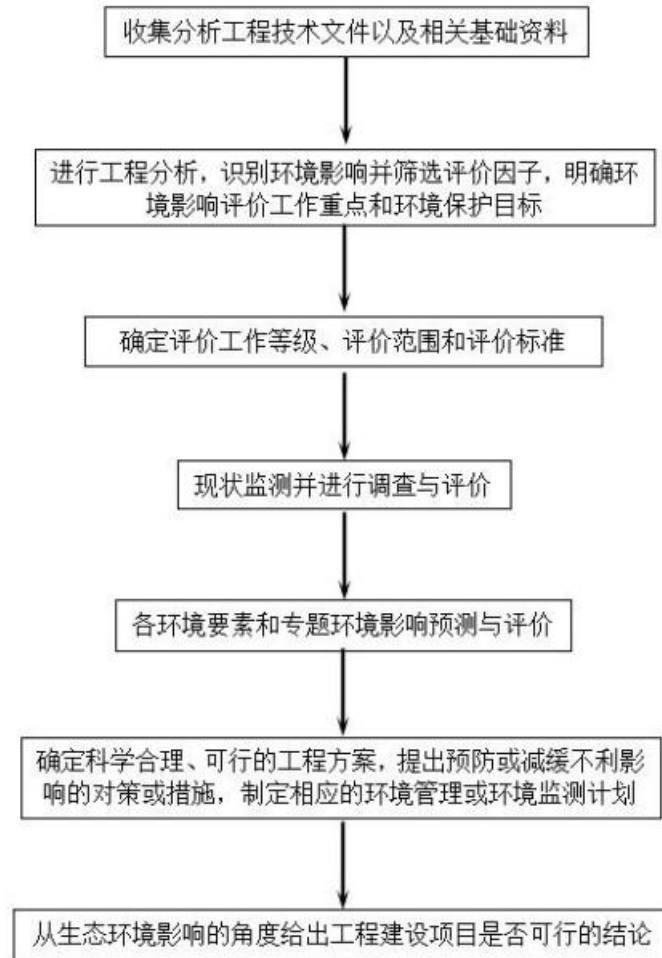 收集分析工程技术文件以及相关基础资料
进行工程分析，识别环境影响并筛选评价因子，明确环
境影响评价工作重点和环境保护目标
确定评价工作等级、评价范围和评价标准
现状监测并进行调查与评价
各环境要素和专题环境影响预测与评价
确定科学合理、可行的工程方案，提出预防或减缓不利影
响的对策或措施，制定相应的环境管理或环境监测计划
从生态环境影响的角度给出工程建设项目是否可行的结论